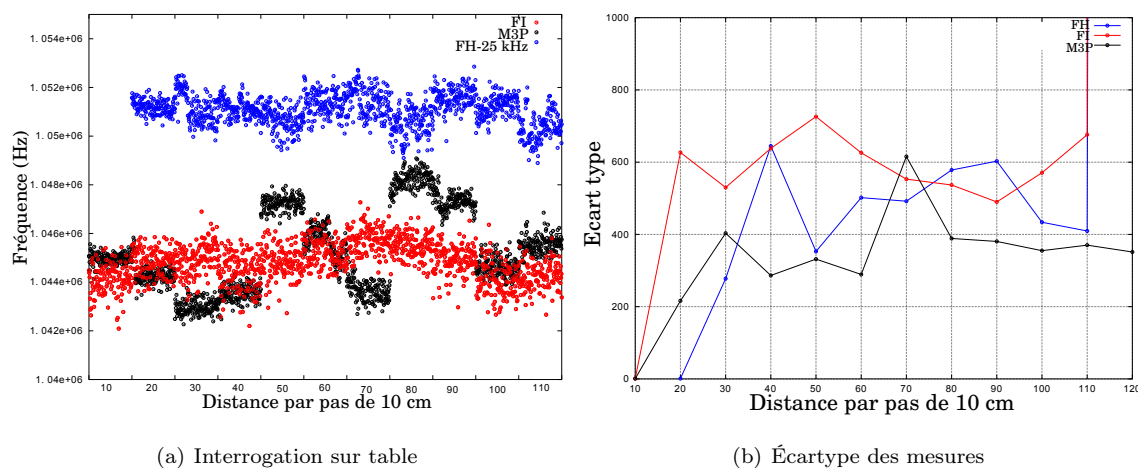 1. 054e+06
1. 052e+06
1. 05e+06
1. 048e+06
1. 046e+06
1. 044e+06
1. 042e+06
1. 04e+06
Fréquence (Hz)
FI
M3P
FH-25 kHz
10 20 30 40 50 60 70 80 90 100 110
Distance par pas de 10 cm
(a) Interrogation sur table
1000
800
600
400
200
0
Ecart type
FH
FI
M3P
10 20 30 40 50 60 70 80 90 100 110 120
Distance par pas de 10 cm
(b) Écartype des mesures